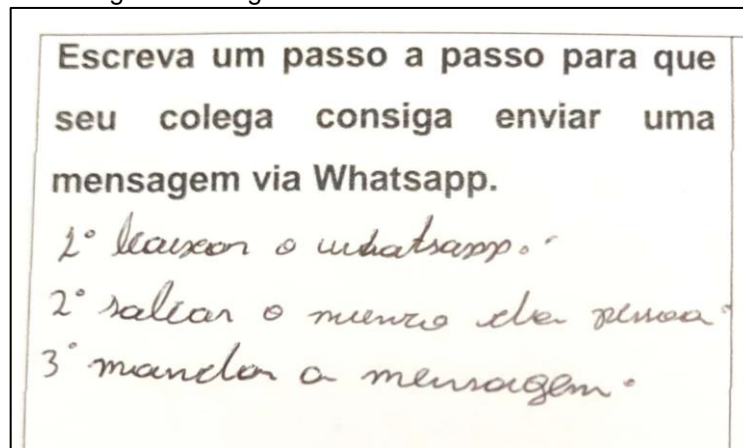 Escreva um passo a passo para que
seu colega consiga enviar uma
mensagem via Whatsapp.
1° baixar o whatsapp.
2° salvar o munro da pessoa.
3° mandar a mensagem.